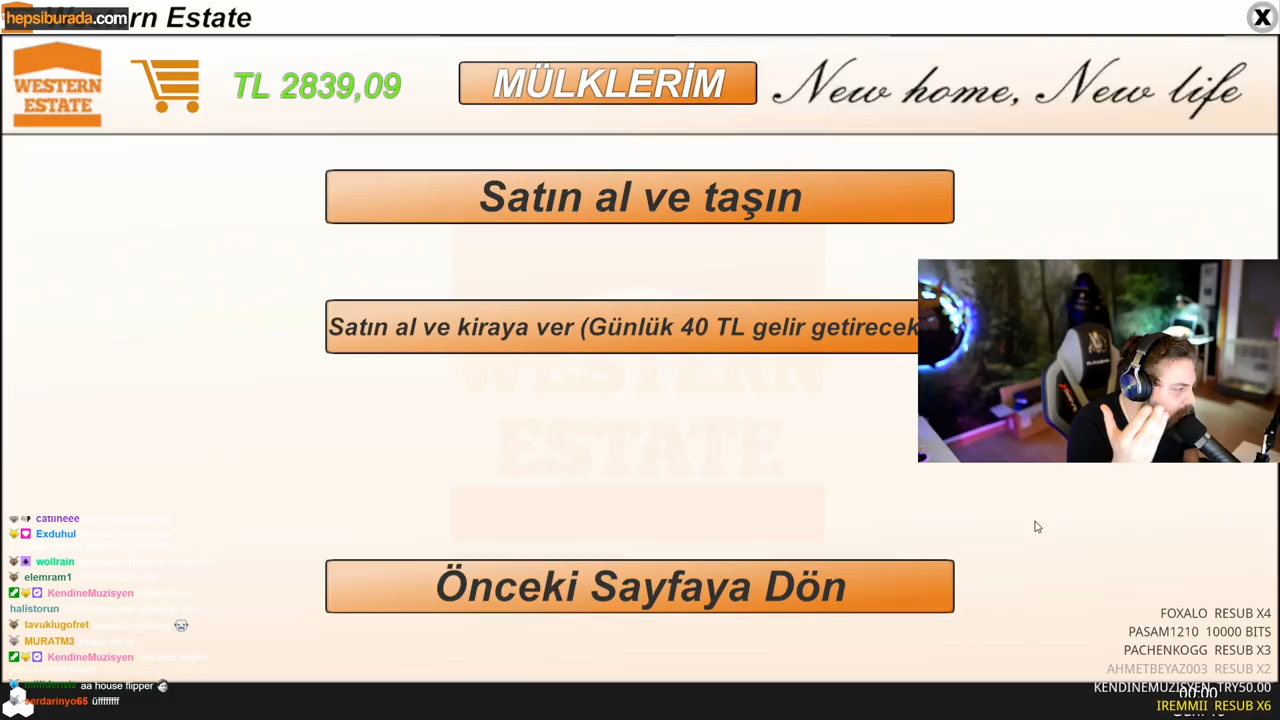 hepsiburada.com
rn Estate
X
WESTERN
ESTATE
TL 2839,09
MÜLKLERİM
New home, New life
Satın al ve taşın
Satın al ve kiraya ver (Günlük 40 TL gelir getirecek
WESTERN
ESTATE
Önceki Sayfaya Dön
catiineee
Exduhul
wollrain
elemram1
KendineMuzisyen
halistorun
tavuklugofret
MURATM3
KendineMuzisyen
aa house flipper
serdarinyo65 üffffffff
FOXALO RESUB X4
PASAM1210 10000 BITS
PACHENKOGG RESUB X3
AHMETBEYAZ003 RESUB X2
KENDINEMUZISYEN TRY50.00
IREMMII RESUB X6